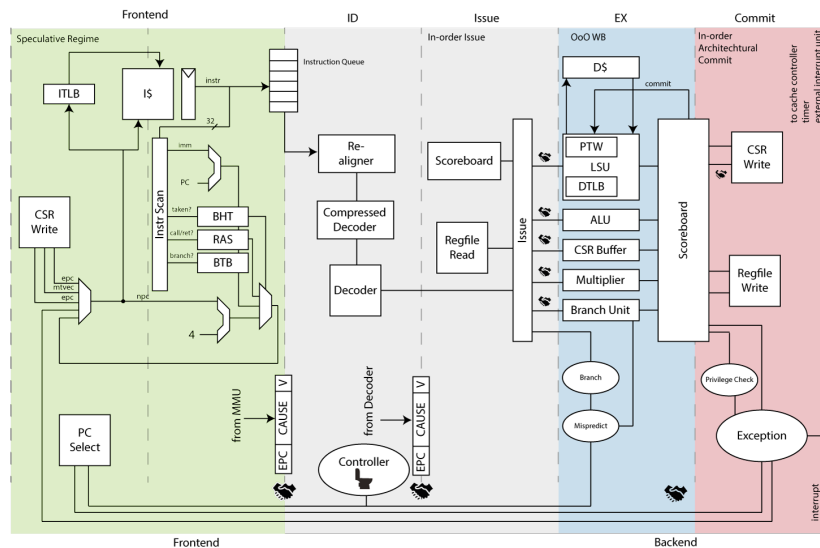 Frontend
ID
Issue
EX
Commit
Speculative Regime
In-order Issue
OoO WB
In-order
Architechtural
Commit
to cache controller
timer
external interrupt unit
ITLB
I$
instr
Instruction Queue
D$
commit
32
imm
PC
Instr Scan
Re-
aligner
Scoreboard
PTW
LSU
DTLB
CSR
Write
taken?
BHT
call/ret?
RAS
branch?
BTB
CSR
Write
Compressed
Decoder
Regfile
Read
Issue
ALU
CSR Buffer
Multiplier
Branch Unit
Scoreboard
Regfile
Write
epc
mtvec
epc
npc
4
Decoder
Branch
Mispredict
Privilege Check
Exception
from MMU
EPC
CAUSE
V
from Decoder
EPC
CAUSE
V
PC
Select
Controller
interrupt
Frontend
Backend